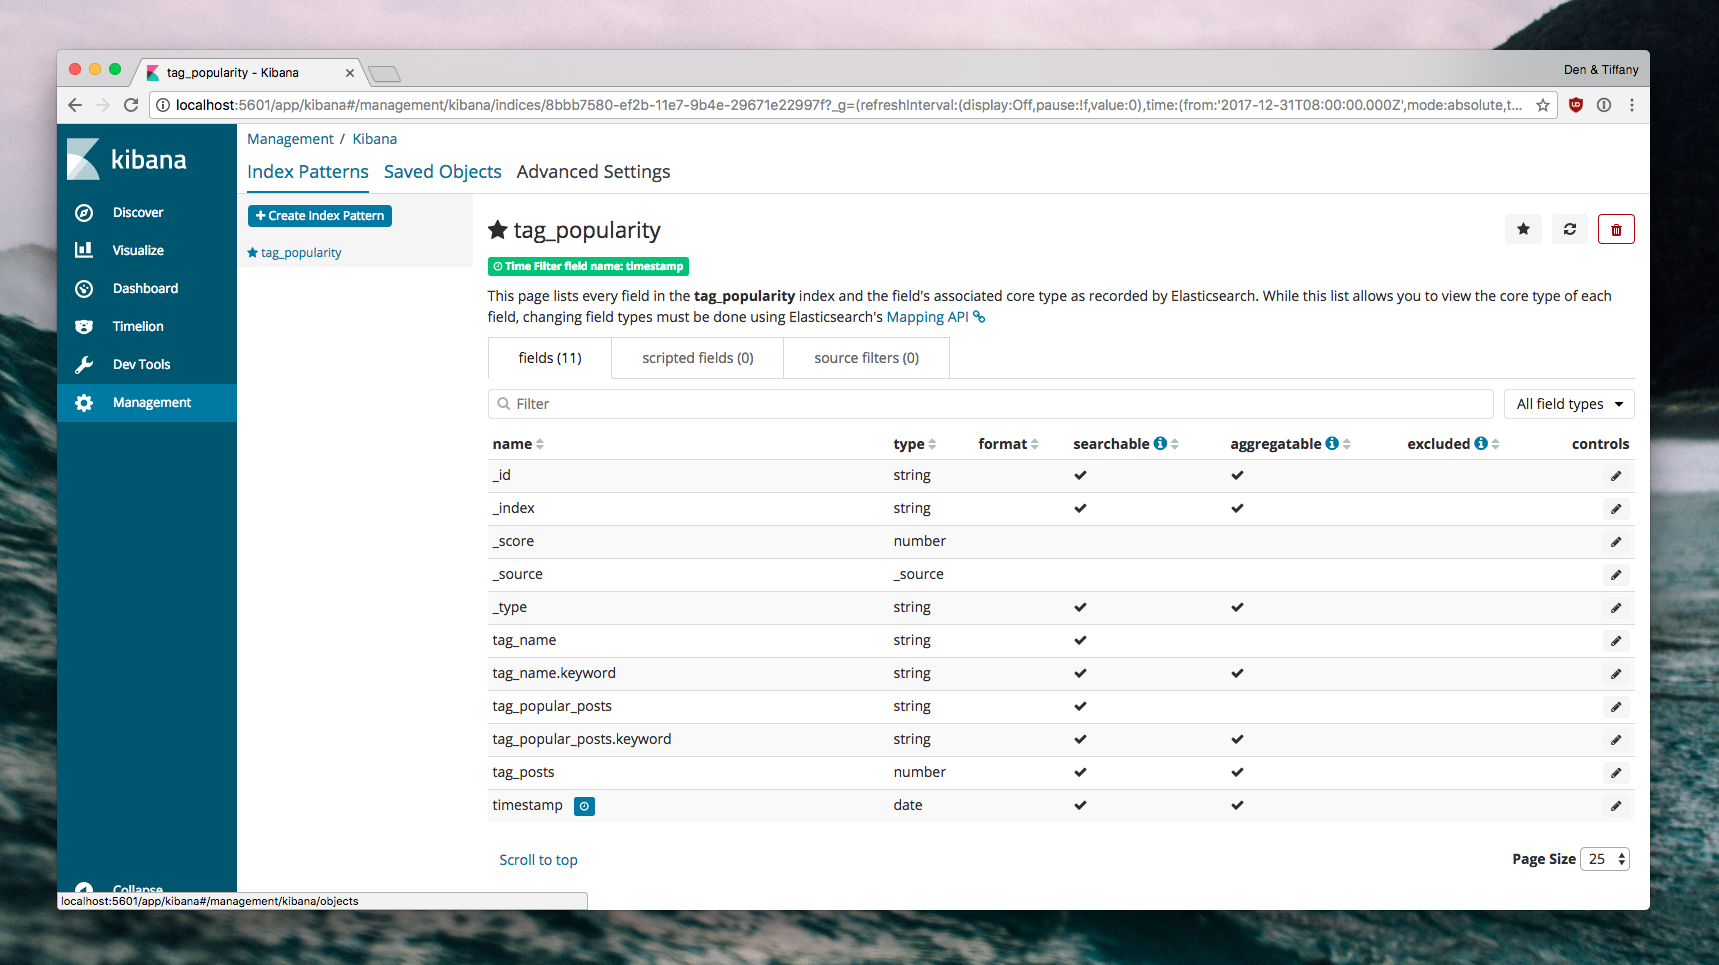 tag_popularity - Kibana
Den & Tiffany
localhost:5601/app/kibana#/management/kibana/indices/8bbb7580-ef2b-11e7-9b4e-29671e22997f?_g=(refreshInterval:(display:Off,pause:!f,value:0),time:(from:'2017-12-31T08:00:00.000Z',mode:absolute,t...
kibana
Discover
Visualize
Dashboard
Timelion
Dev Tools
Management
Collapse
Management / Kibana
Index Patterns Saved Objects Advanced Settings
Create Index Pattern
tag_popularity
tag_popularity
Time Filter field name: timestamp
This page lists every field in the tag_popularity index and the field's associated core type as recorded by Elasticsearch. While this list allows you to view the core type of each
field, changing field types must be done using Elasticsearch's Mapping API
fields (11) scripted fields (0) source filters (0)
Filter All field types
name type format searchable aggregatable excluded controls
_id string
_index string
_score number
_source _source
_type string
tag_name string
tag_name.keyword string
tag_popular_posts string
tag_popular_posts.keyword string
tag_posts number
timestamp date
Scroll to top Page Size 25
localhost:5601/app/kibana#/management/kibana/objects